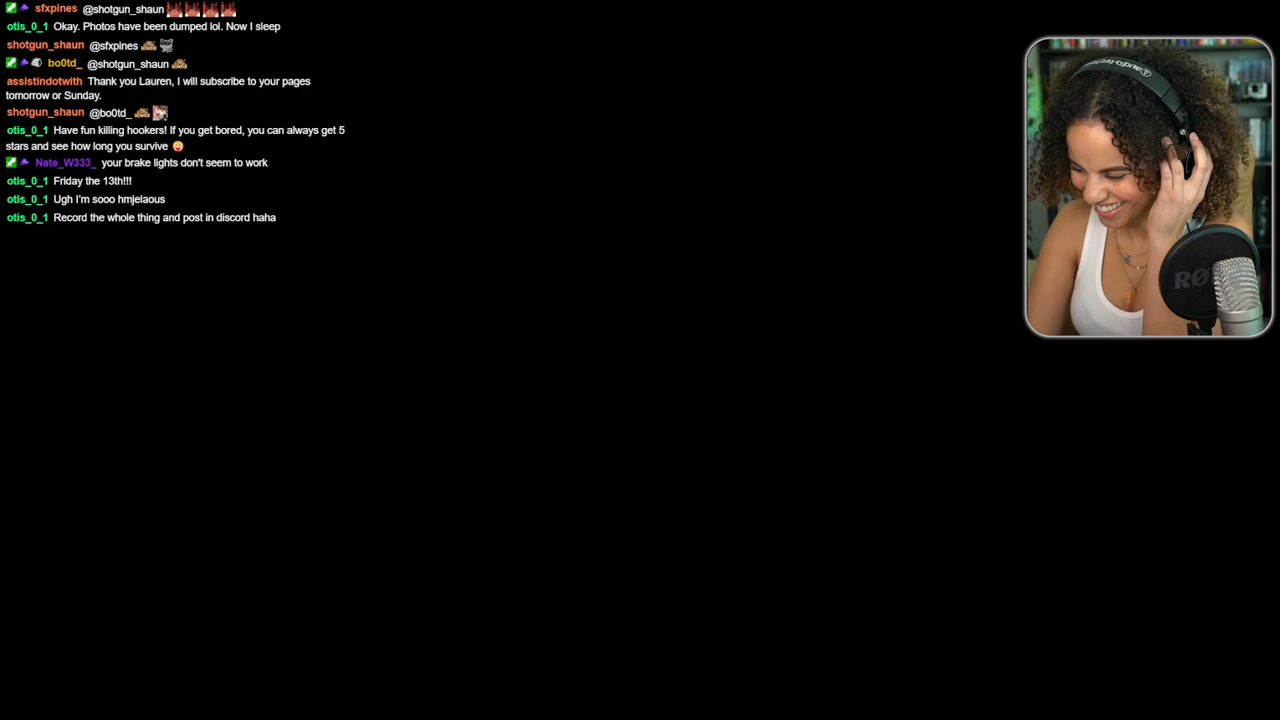 sfxpines @shotgun_shaun
otis_0_1 Okay. Photos have been dumped lol. Now I sleep
shotgun_shaun @sfxpines
bo0td_ @shotgun_shaun
assistindotwith Thank you Lauren, I will subscribe to your pages
tomorrow or Sunday.
shotgun_shaun @bo0td_
otis_0_1 Have fun killing hookers! If you get bored, you can always get 5
stars and see how long you survive
Nate_W333_ your brake lights don't seem to work
otis_0_1 Friday the 13th!!!
otis_0_1 Ugh I'm sooo hmjelaous
otis_0_1 Record the whole thing and post in discord haha
audio-technica
RØ